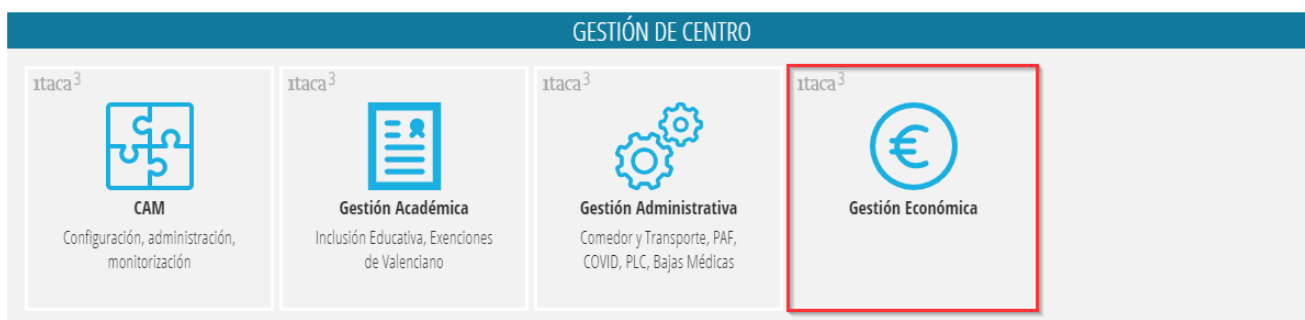 GESTIÓN DE CENTRO
ıtaca3
CAM
Configuración, administración,
monitorización
ıtaca3
Gestión Académica
Inclusión Educativa, Exenciones
de Valenciano
ıtaca3
Gestión Administrativa
Comedor y Transporte, PAF,
COVID, PLC, Bajas Médicas
ıtaca3
€
Gestión Económica